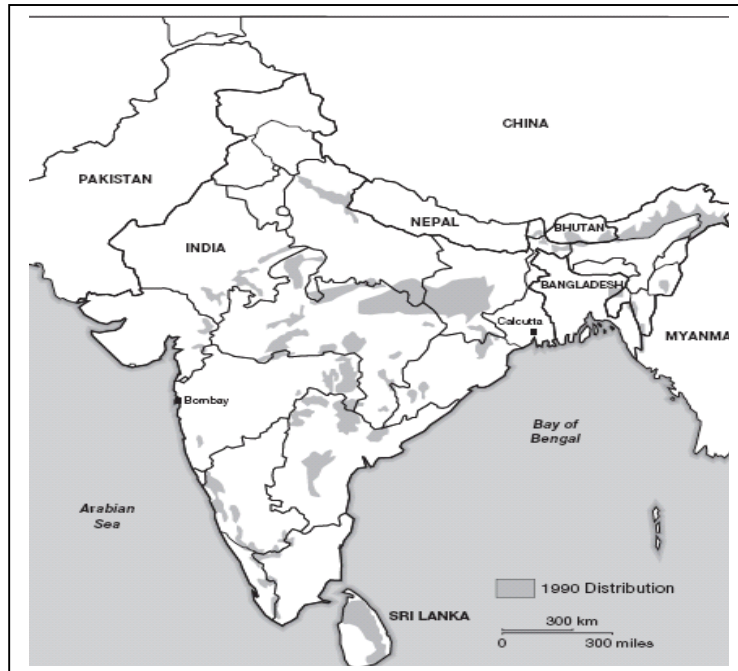 CHINA
PAKISTAN
NEPAL
BHUTAN
INDIA
BANGLADESH
Calcutta
MYANMA
Bombay
Bay of
Bengal
Arabian
Sea
1990 Distribution
SRI LANKA
300 km
0 300 miles